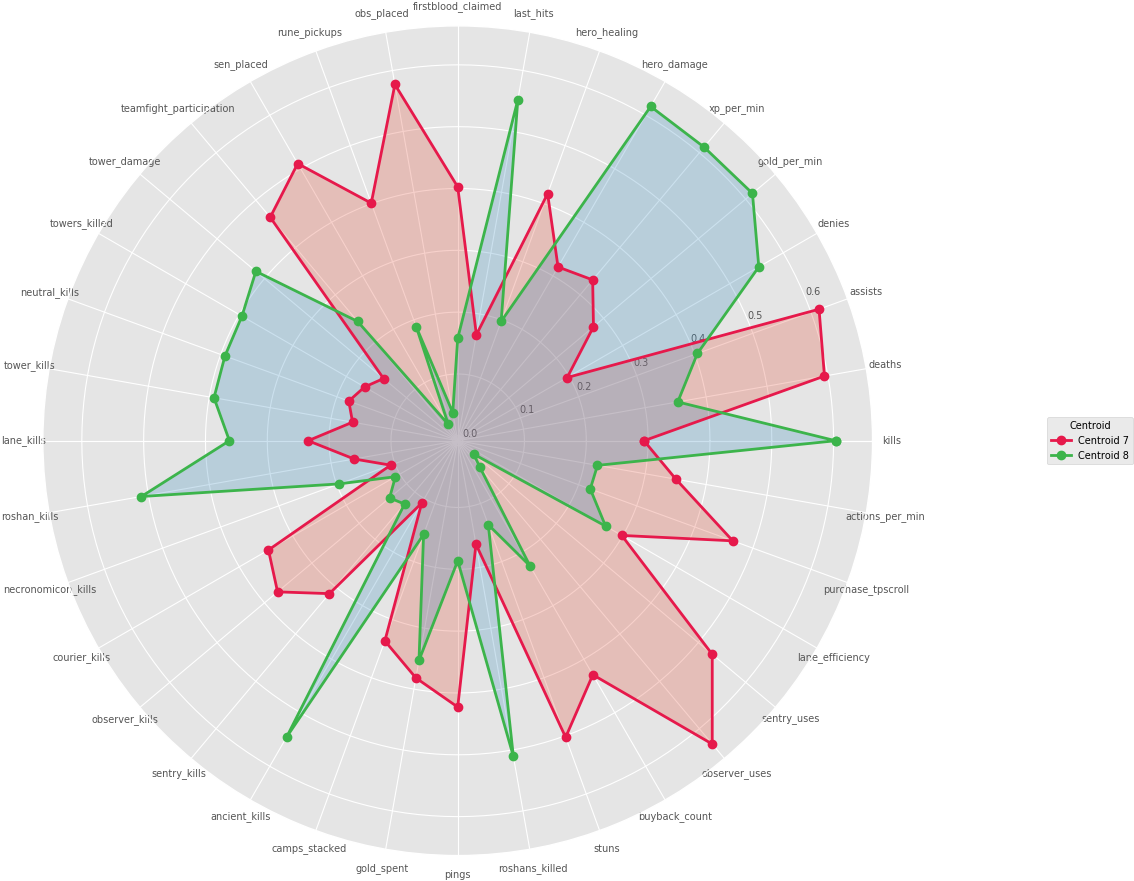 firstblood_claimed
obs_placed
last_hits
rune_pickups
hero_healing
sen_placed
hero_damage
teamfight_participation
xp_per_min
tower_damage
gold_per_min
towers_killed
denies
neutral_kills
assists
0.6
0.5
0.4
0.3
0.2
0.1
0.0
tower_kills
deaths
lane_kills
kills
Centroid
Centroid 7
Centroid 8
roshan_kills
actions_per_min
necronomicon_kills
purchase_tpscroll
courier_kills
lane_efficiency
observer_kills
sentry_uses
sentry_kills
observer_uses
ancient_kills
buyback_count
camps_stacked
stuns
gold_spent
roshans_killed
pings